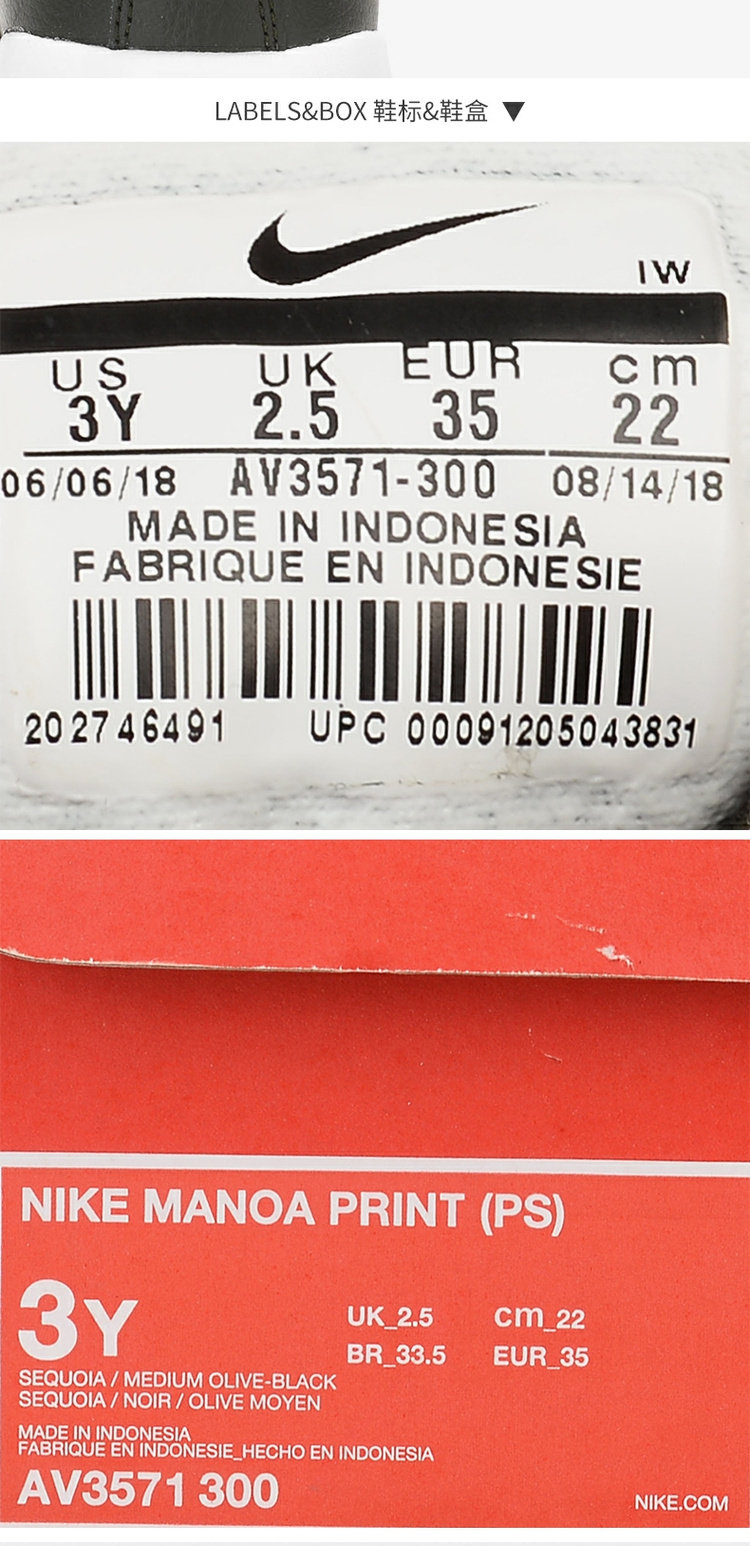 LABELS&BOX 鞋标&鞋盒 ▼
IW
US UK EUR cm
3Y 2.5 35 22
06/06/18 AV3571-300 08/14/18
MADE IN INDONESIA
FABRIQUE EN INDONESIE
202746491 UPC 00091205043831
NIKE MANOA PRINT (PS)
3Y
UK_2.5 cm_22
BR_33.5 EUR_35
SEQUOIA / MEDIUM OLIVE-BLACK
SEQUOIA / NOIR / OLIVE MOYEN
MADE IN INDONESIA
FABRIQUE EN INDONESIE_HECHO EN INDONESIA
AV3571 300
NIKE.COM